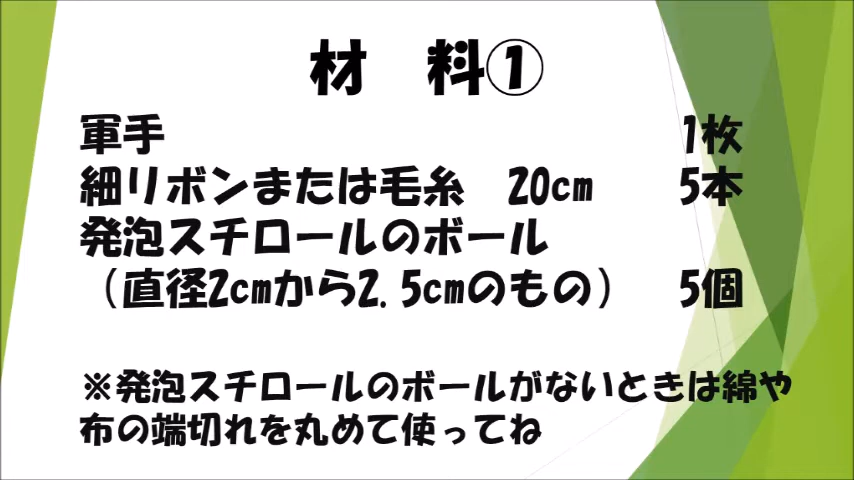 材　料①
軍手　1枚
細リボンまたは毛糸　20cm　5本
発泡スチロールのボール
（直径2cmから2.5cmのもの）　5個
※発泡スチロールのボールがないときは綿や
布の端切れを丸めて使ってね